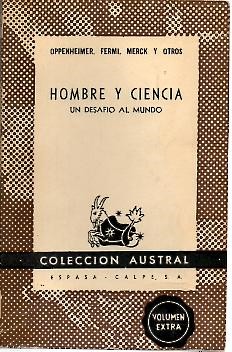 OPPENHEIMER, FERMI, MERCK Y OTROS
HOMBRE Y CIENCIA
UN DESAFIO AL MUNDO
COLECCION AUSTRAL
ESPASA - CALPE, S.A.
VOLUMEN
EXTRA